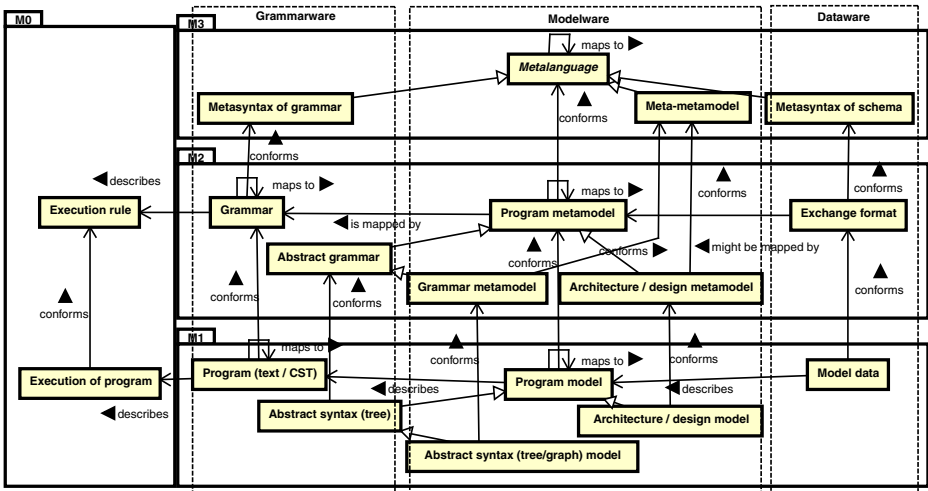 Grammarware
Modelware
Dataware
M0
M3
maps to
Metalanguage
Metasyntax of grammar
Meta-metamodel
Metasyntax of schema
conforms
conforms
M2
describes
maps to
maps to
conforms
conforms
Execution rule
Grammar
Program metamodel
Exchange format
is mapped by
Abstract grammar
conforms
conforms
might be mapped by
conforms
conforms
conforms
conforms
Grammar metamodel
Architecture / design metamodel
M1
maps to
conforms
conforms
maps to
Execution of program
Program (text / CST)
Program model
Model data
describes
describes
describes
Abstract syntax (tree)
Architecture / design model
Abstract syntax (tree/graph) model